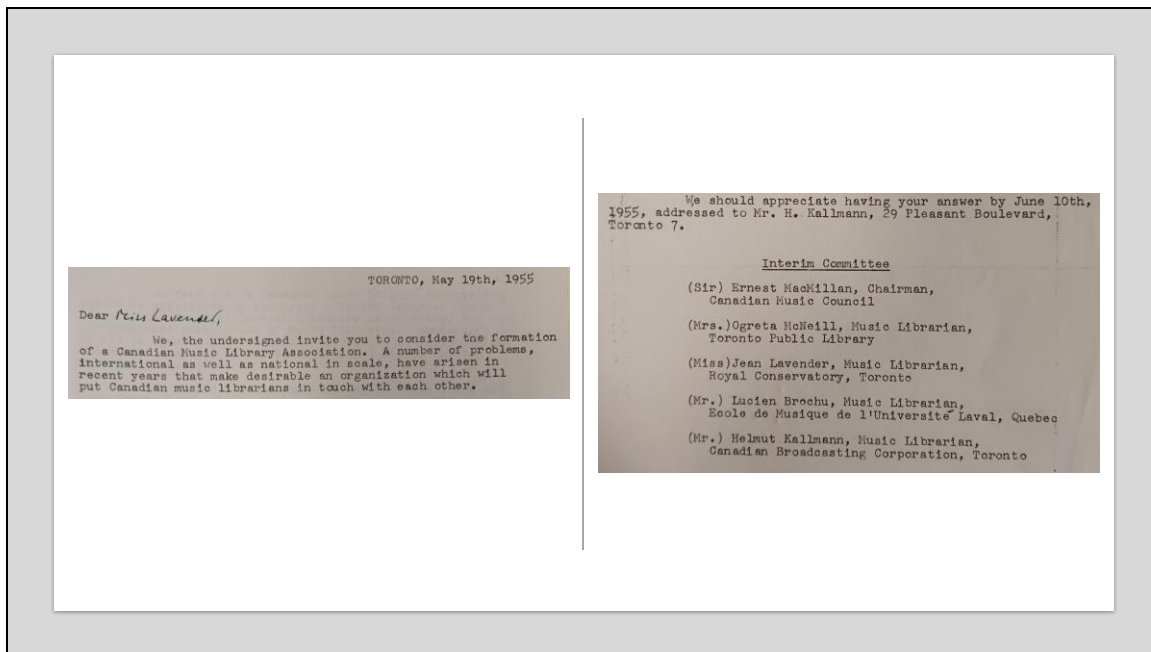 TORONTO, May 19th, 1955
Dear Miss Lavender,
We, the undersigned invite you to consider the formation
of a Canadian Music Library Association. A number of problems,
international as well as national in scale, have arisen in
recent years that make desirable an organization which will
put Canadian music librarians in touch with each other.
We should appreciate having your answer by June 10th,
1955, addressed to Mr. H. Kallmann, 29 Pleasant Boulevard,
Toronto 7.
Interim Committee
(Sir) Ernest MacMillan, Chairman,
Canadian Music Council
(Mrs.)Ogreta McNeill, Music Librarian,
Toronto Public Library
(Miss)Jean Lavender, Music Librarian,
Royal Conservatory, Toronto
(Mr.) Lucien Brochu, Music Librarian,
Ecole de Musique de l'Université Laval, Quebec
(Mr.) Helmut Kallmann, Music Librarian,
Canadian Broadcasting Corporation, Toronto